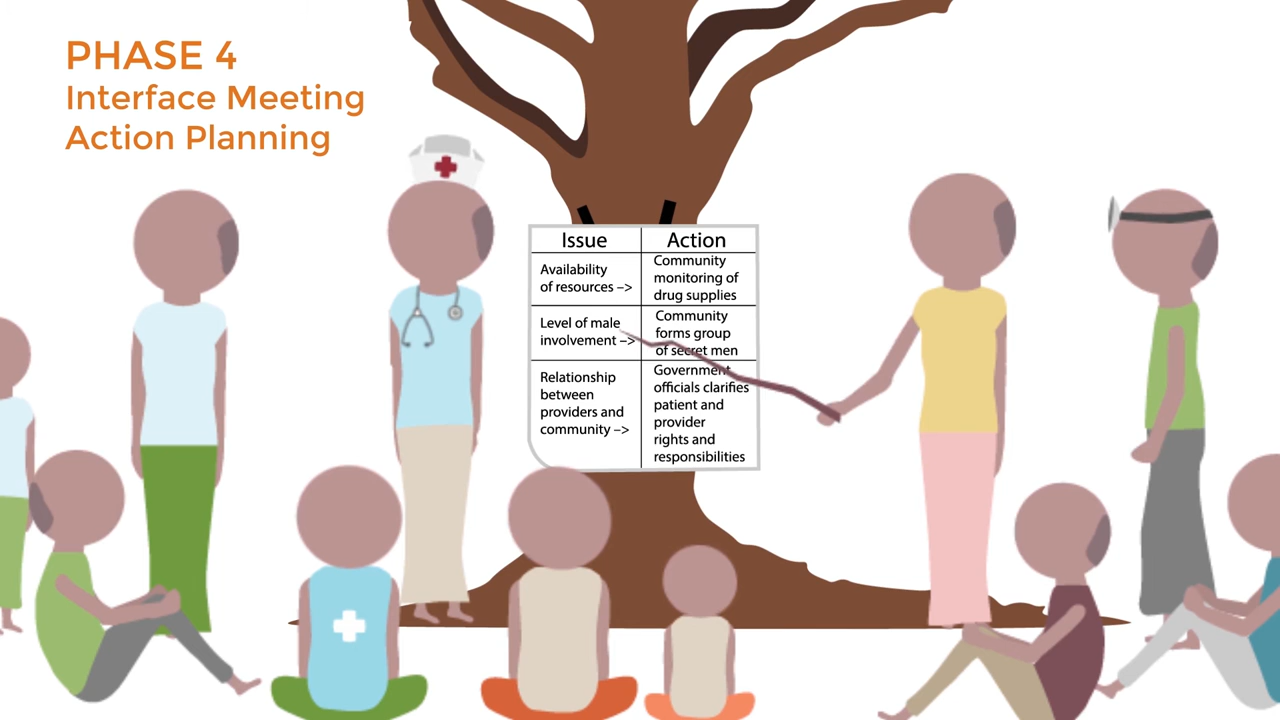 PHASE 4
Interface Meeting
Action Planning
Issue
Action
Availability
of resources –>
Community
monitoring of
drug supplies
Level of male
involvement –>
Community
forms group
of secret men
Relationship
between
providers and
community –>
Government
officials clarifies
patient and
provider
rights and
responsibilities